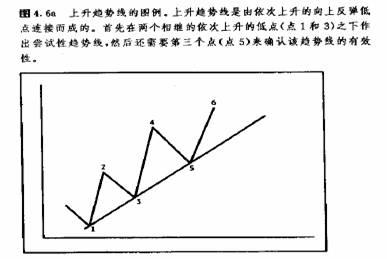 图4.6a 上升趋势线的图例。上升趋势线是由依次上升的向上反弹低
点连接而成的。首先在两个相继的依次上升的低点(点1和3)之下作
出尝试性趋势线,然后还需要第三个点(点5)来确认该趋势线的有效
性。
6
4
2
5
3
1